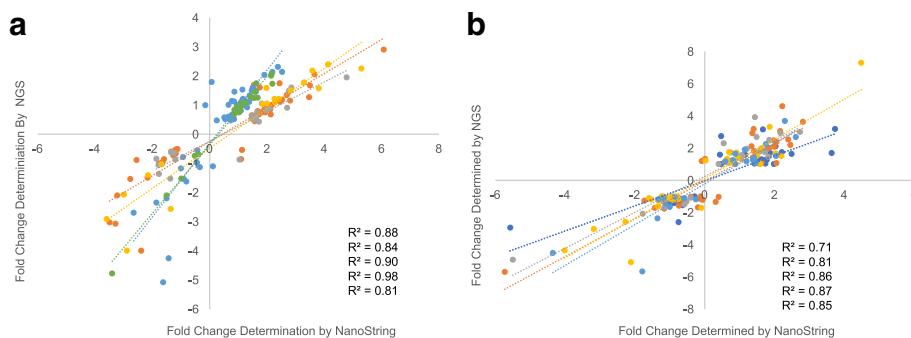 a
4
3
2
1
0
-1
-2
-3
-4
-5
-6
-6 -4 -2 0 2 4 6 8
Fold Change Determination By NGS
R² = 0.88
R² = 0.84
R² = 0.90
R² = 0.98
R² = 0.81
Fold Change Determination by NanoString
b
8
6
4
2
0
-2
-4
-6
-8
-6 -4 -2 0 2 4 6
Fold Change Determined by NGS
R² = 0.71
R² = 0.81
R² = 0.86
R² = 0.87
R² = 0.85
Fold Change Determined by NanoString